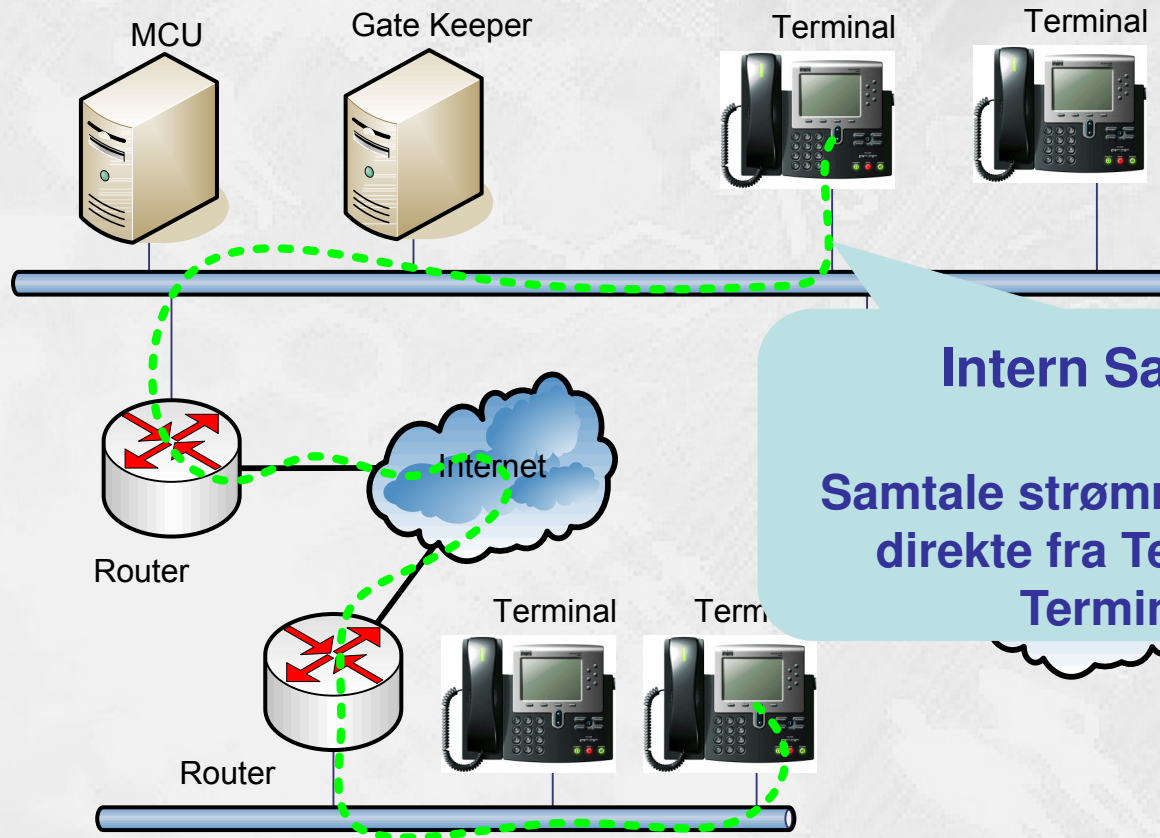 MCU
Gate Keeper
Terminal
Terminal
Intern Sa
Internet
Samtale strøm
direkte fra Te
Router
Terminal
Term
Termin
Router